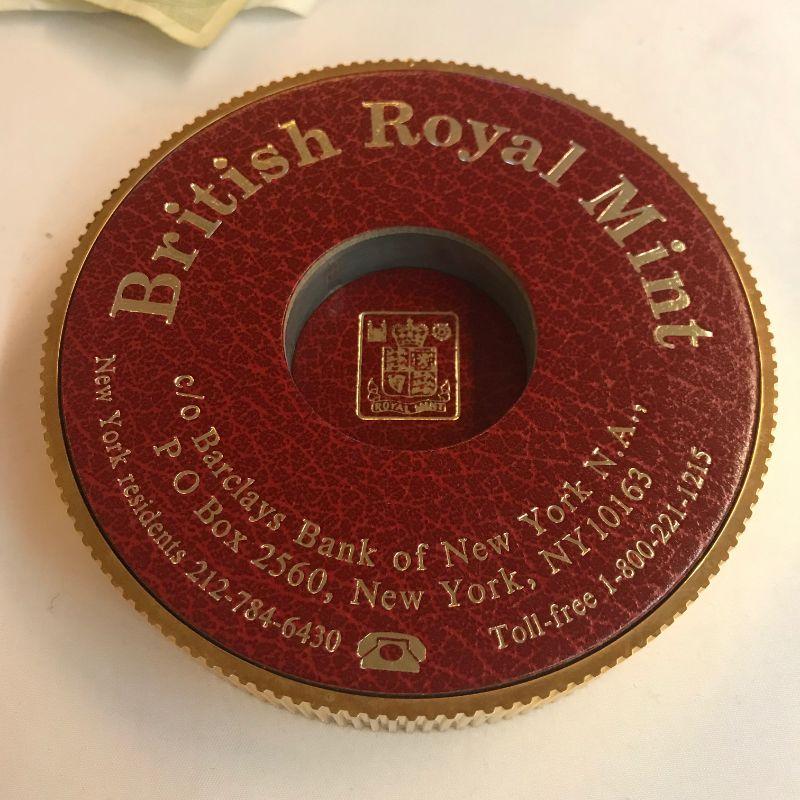 British Royal Mint
ROYAL MINT
c/o Barclays Bank of New York N.A.,
P O Box 2560, New York, NY10163
New York residents 212-784-6430
Toll-free 1-800-221-1215